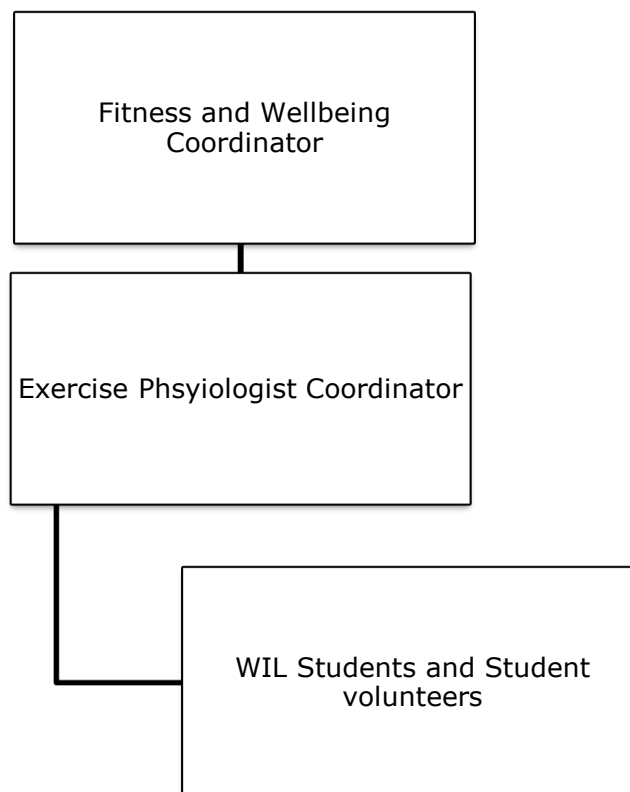 Fitness and Wellbeing
Coordinator
Exercise Phsyiologist Coordinator
WIL Students and Student
volunteers